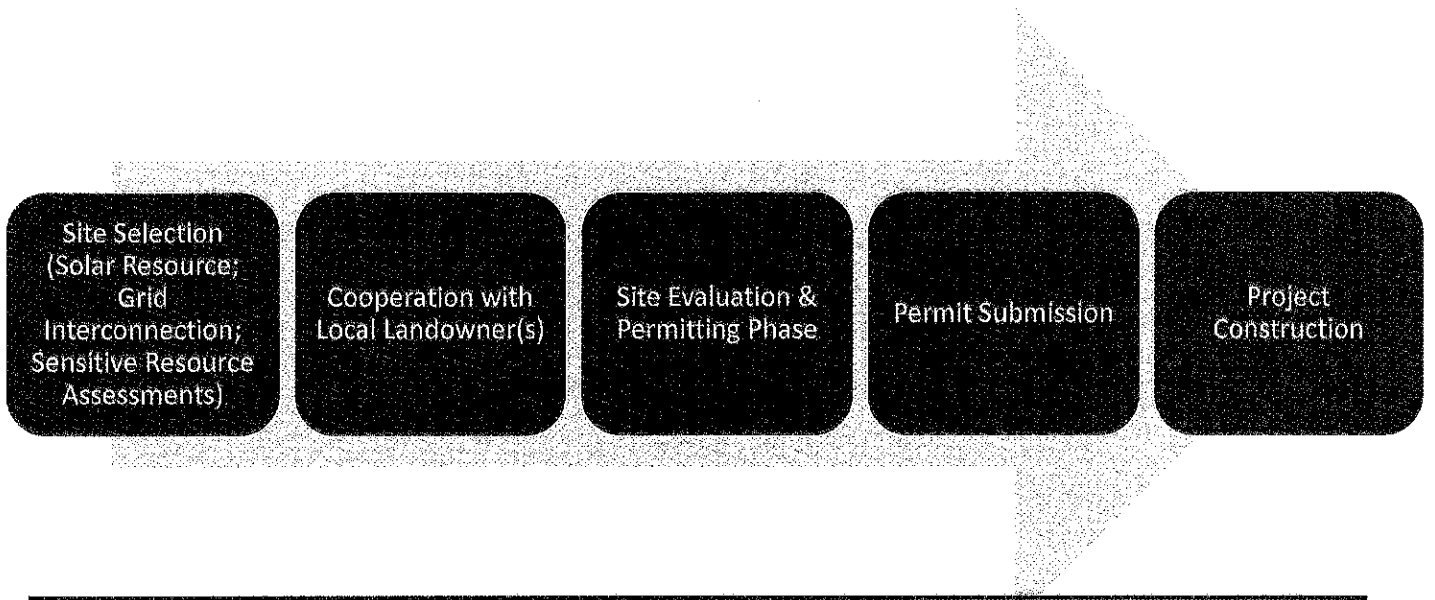 Site Selection
(Solar Resource;
Grid
Interconnection;
Sensitive Resource
Assessments)
Cooperation with
Local Landowner(s)
Site Evaluation &
Permitting Phase
Permit Submission
Project
Construction